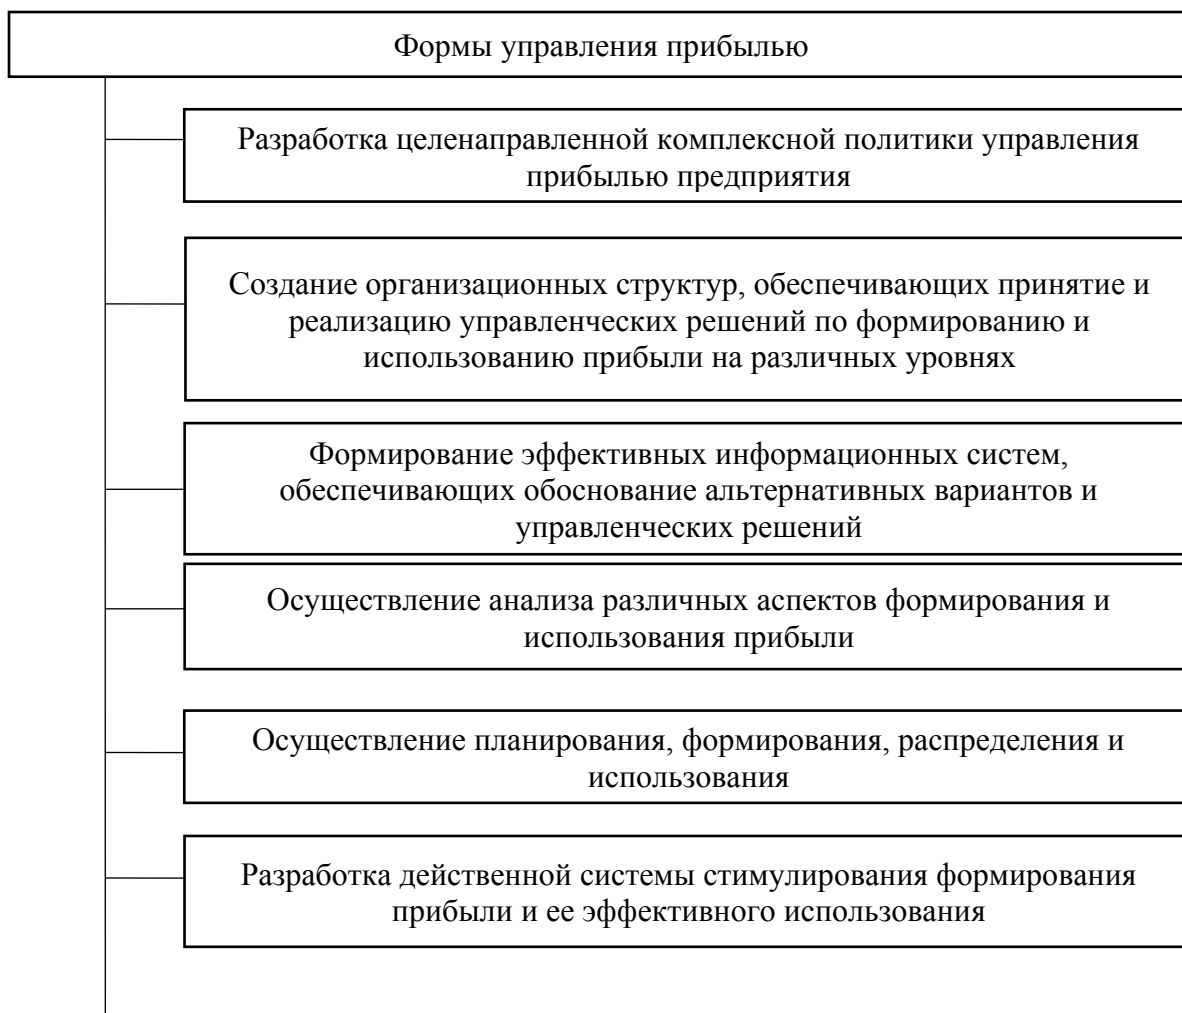 Формы управления прибылью
Разработка целенаправленной комплексной политики управления
прибылью предприятия
Создание организационных структур, обеспечивающих принятие и
реализацию управленческих решений по формированию и
использованию прибыли на различных уровнях
Формирование эффективных информационных систем,
обеспечивающих обоснование альтернативных вариантов и
управленческих решений
Осуществление анализа различных аспектов формирования и
использования прибыли
Осуществление планирования, формирования, распределения и
использования
Разработка действенной системы стимулирования формирования
прибыли и ее эффективного использования